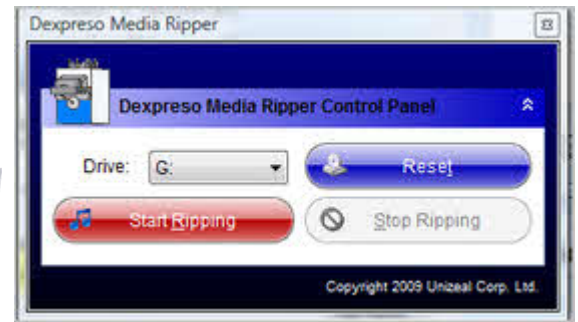 Dexpreso Media Ripper
Dexpreso Media Ripper Control Panel
Drive: G: Reset
Start Ripping Stop Ripping
Copyright 2009 Unizeal Corp. Ltd.